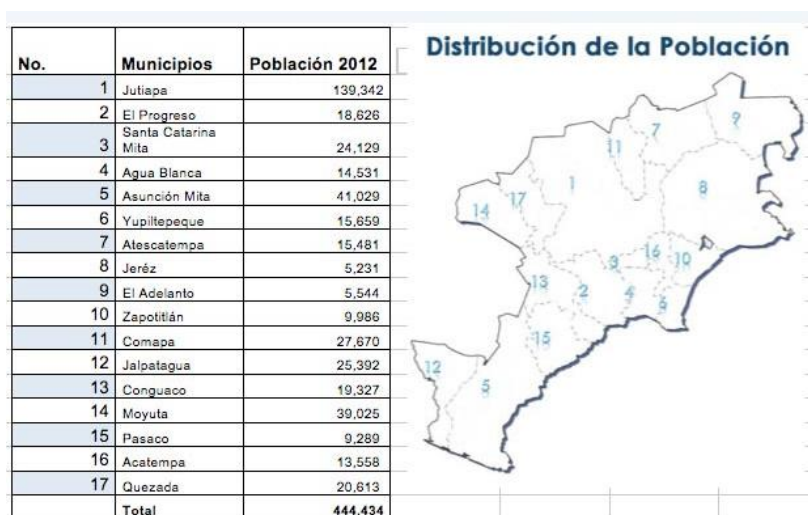 Distribución de la Población
No. Municipios Población 2012
1 Jutiapa 139,342
2 El Progreso 18,626
3 Santa Catarina
Mita 24,129
4 Agua Blanca 14,531
5 Asunción Mita 41,029
6 Yupiltepeque 15,659
7 Atescatempa 15,481
8 Jeréz 5,231
9 El Adelanto 5,544
10 Zapotitlán 9,986
11 Comapa 27,670
12 Jalpatagua 25,392
13 Conguaco 19,327
14 Moyuta 39,025
15 Pasaco 9,289
16 Acatempa 13,558
17 Quezada 20,613
Total 444,434
9
7
11
1
8
17
14
16
10
3
13
2
4
6
15
12
5